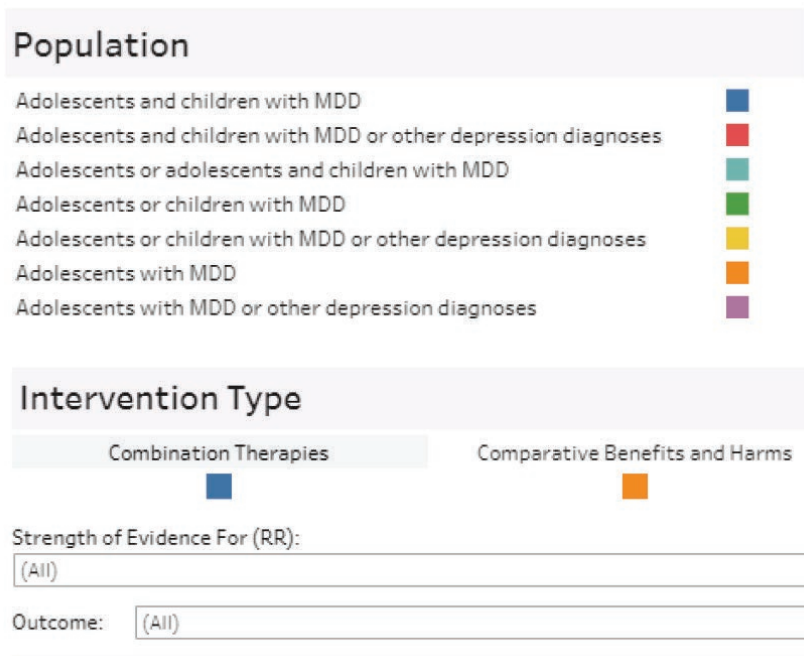 Population
Adolescents and children with MDD
Adolescents and children with MDD or other depression diagnoses
Adolescents or adolescents and children with MDD
Adolescents or children with MDD
Adolescents or children with MDD or other depression diagnoses
Adolescents with MDD
Adolescents with MDD or other depression diagnoses
Intervention Type
Combination Therapies Comparative Benefits and Harms
Strength of Evidence For (RR):
(All)
Outcome: (All)